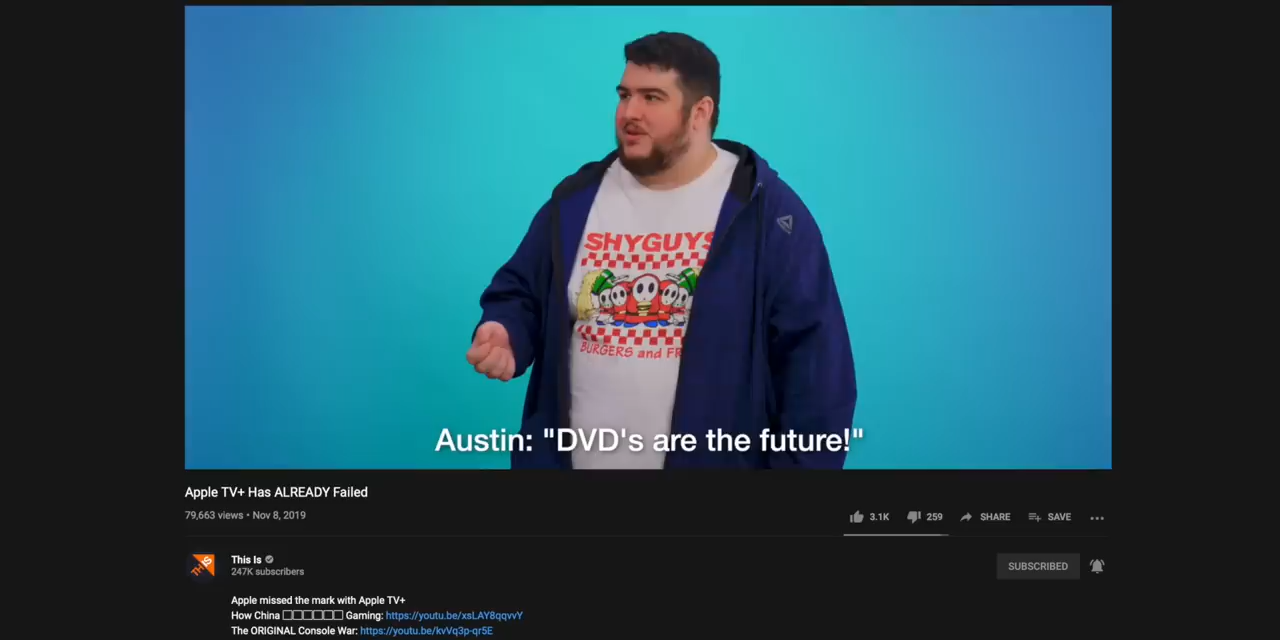 SHYGUYS
BURGERS and FR
Austin: "DVD's are the future!"
Apple TV+ Has ALREADY Failed
79,663 views • Nov 8, 2019
3.1K
259
SHARE
SAVE
THIS
This Is
247K subscribers
SUBSCRIBED
Apple missed the mark with Apple TV+
How China □□□□□□ Gaming: https://youtu.be/xsLAY8qqvvY
The ORIGINAL Console War: https://youtu.be/kvVq3p-qr5E